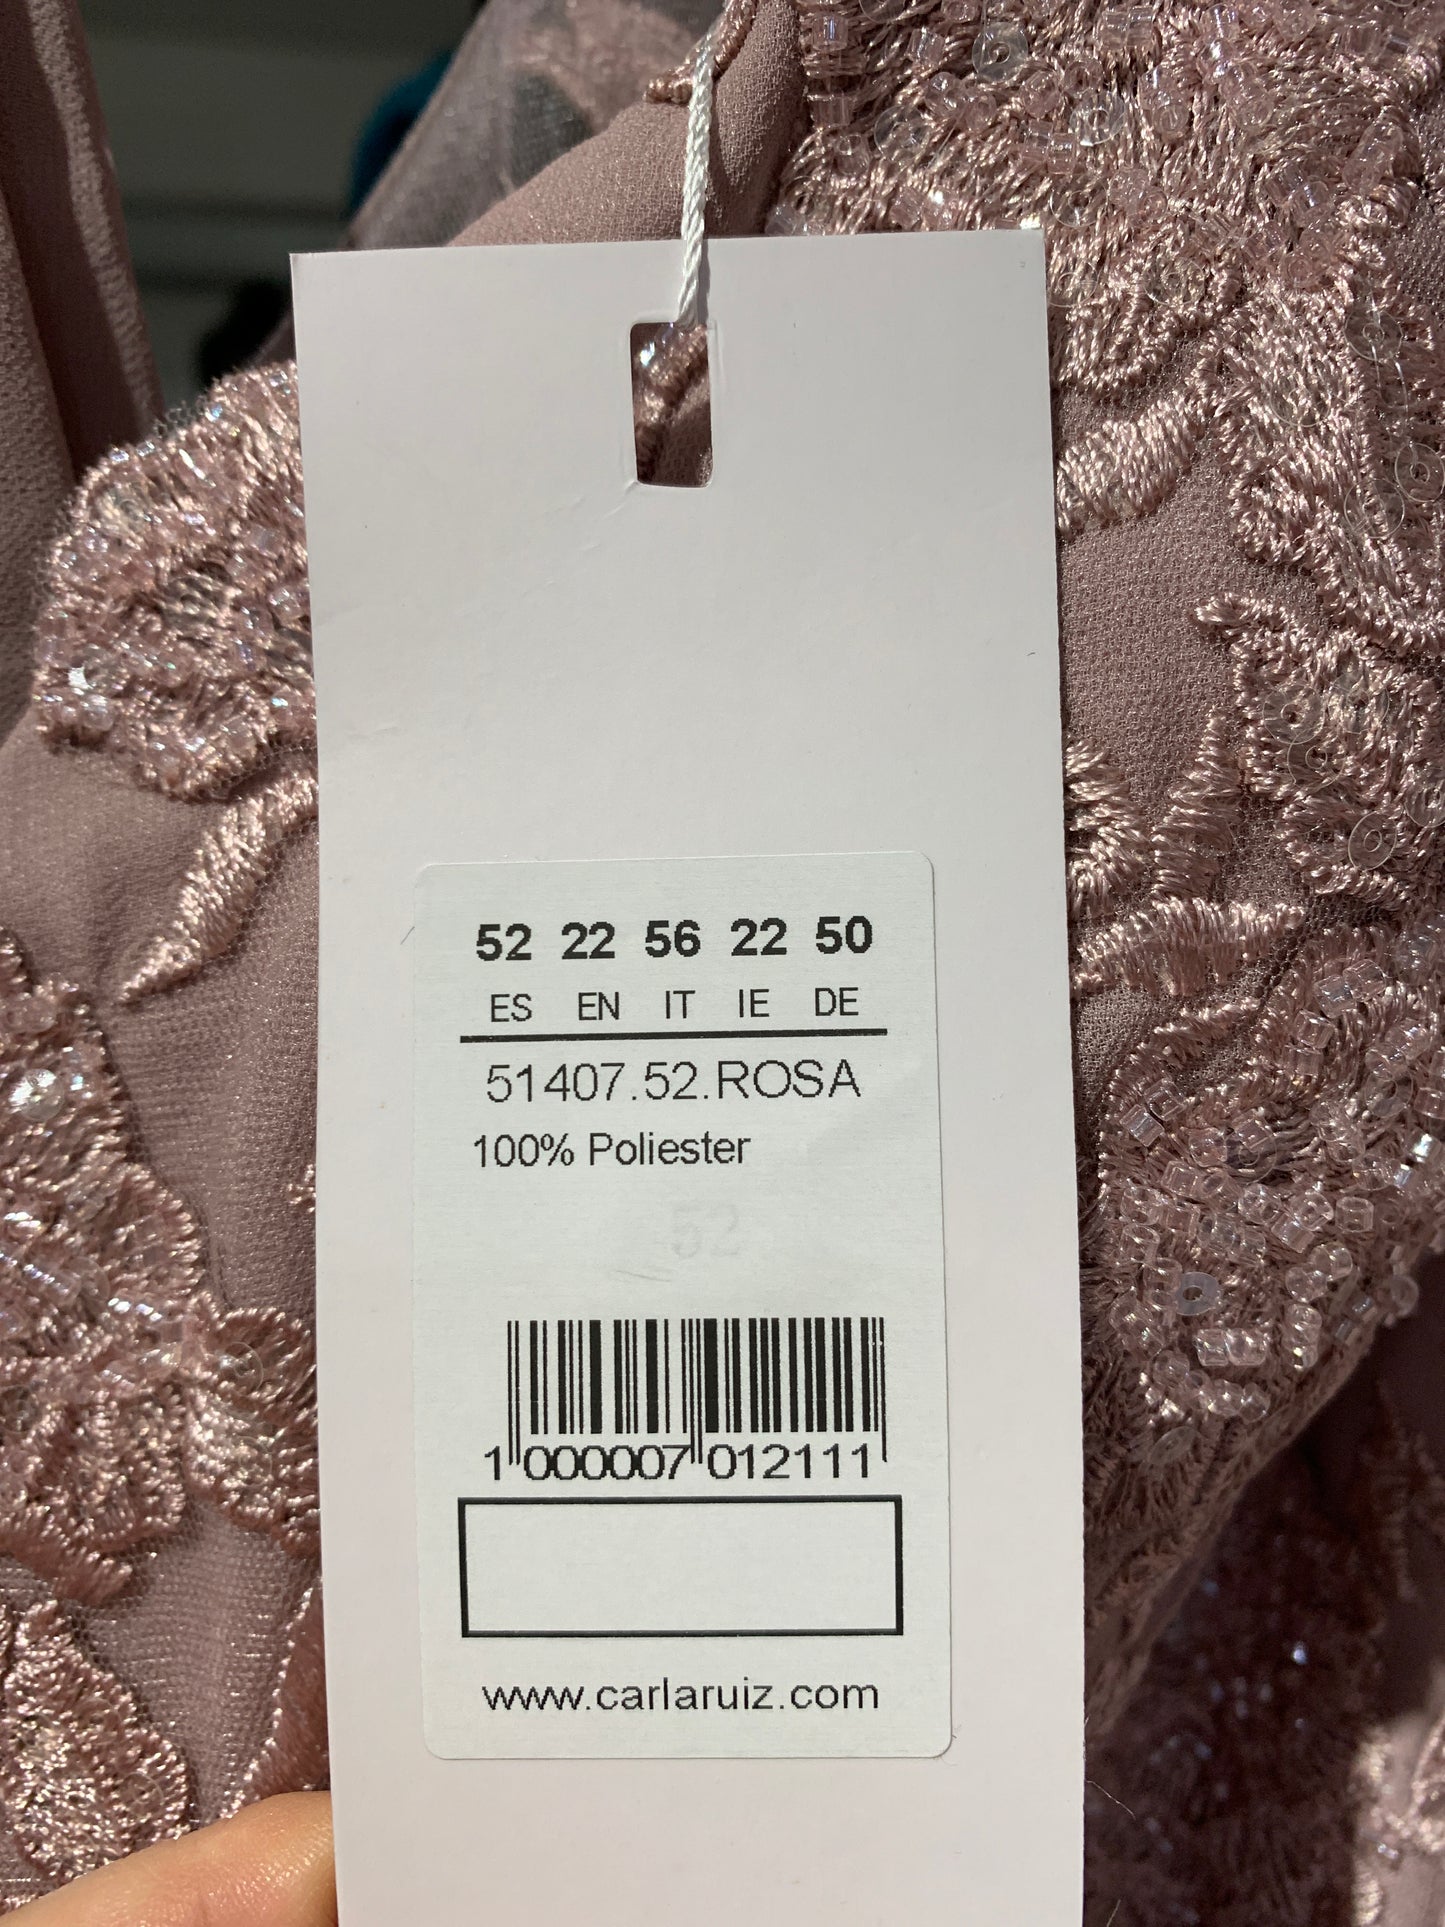 52 22 56 22 50
ES EN IT IE DE
51407.52.ROSA
100% Poliester
52
1 000007 012111
www.carlaruiz.com